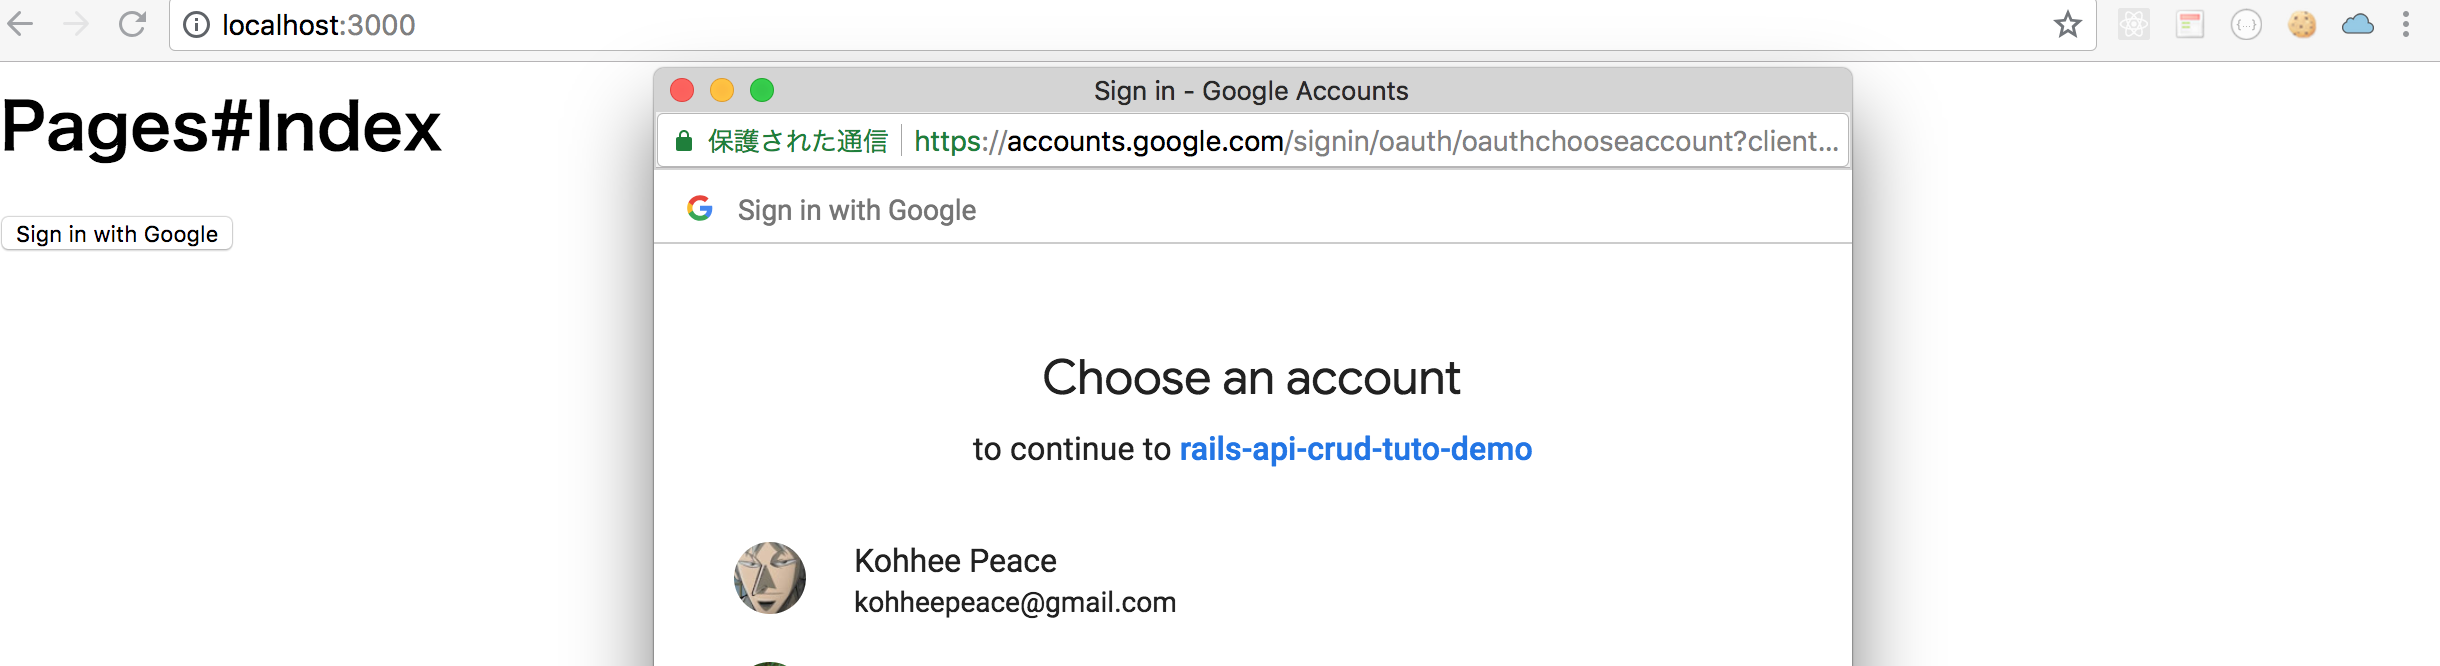 localhost:3000
Pages#Index
Sign in with Google
Sign in - Google Accounts
保護された通信 https://accounts.google.com/signin/oauth/oauthchooseaccount?client...
Sign in with Google
Choose an account
to continue to rails-api-crud-tuto-demo
Kohhee Peace
kohheepeace@gmail.com